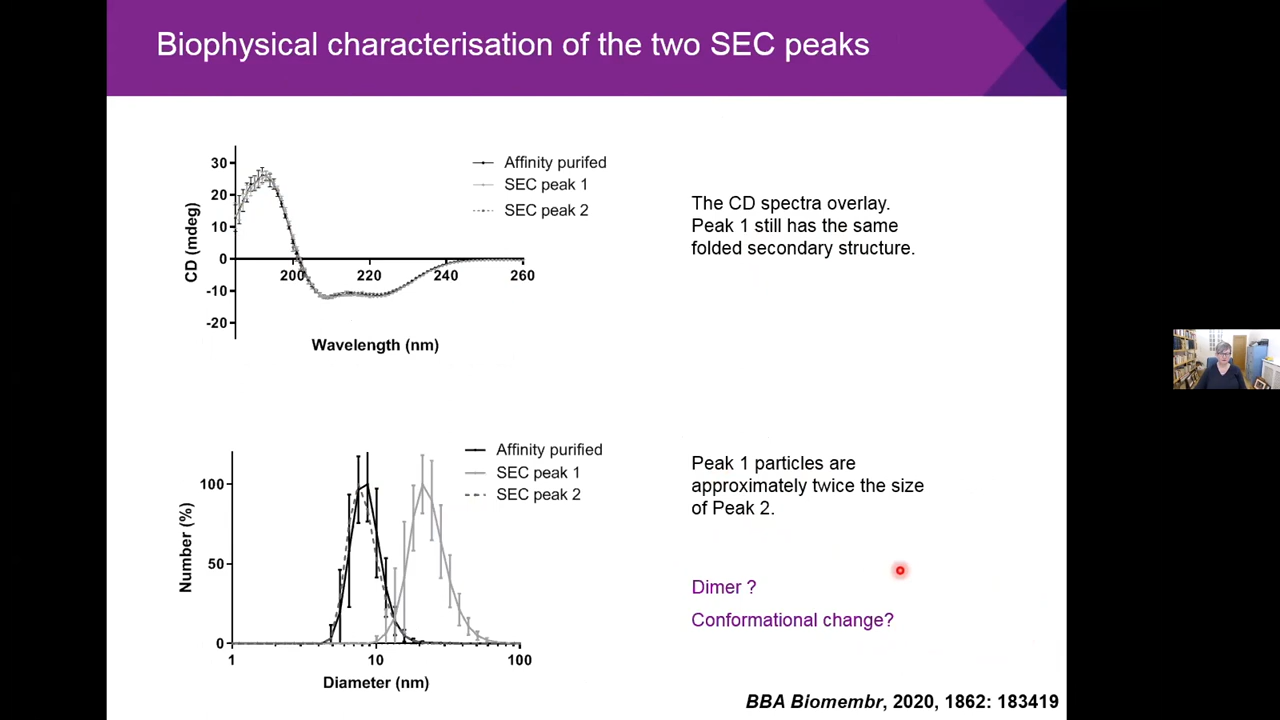 Biophysical characterisation of the two SEC peaks
30
20
10
0
-10
-20
CD (mdeg)
200
220
240
260
Wavelength (nm)
Affinity purifed
SEC peak 1
SEC peak 2
The CD spectra overlay.
Peak 1 still has the same
folded secondary structure.
100
50
0
Number (%)
1
10
100
Diameter (nm)
Affinity purified
SEC peak 1
SEC peak 2
Peak 1 particles are
approximately twice the size
of Peak 2.
Dimer ?
Conformational change?
BBA Biomembr, 2020, 1862: 183419